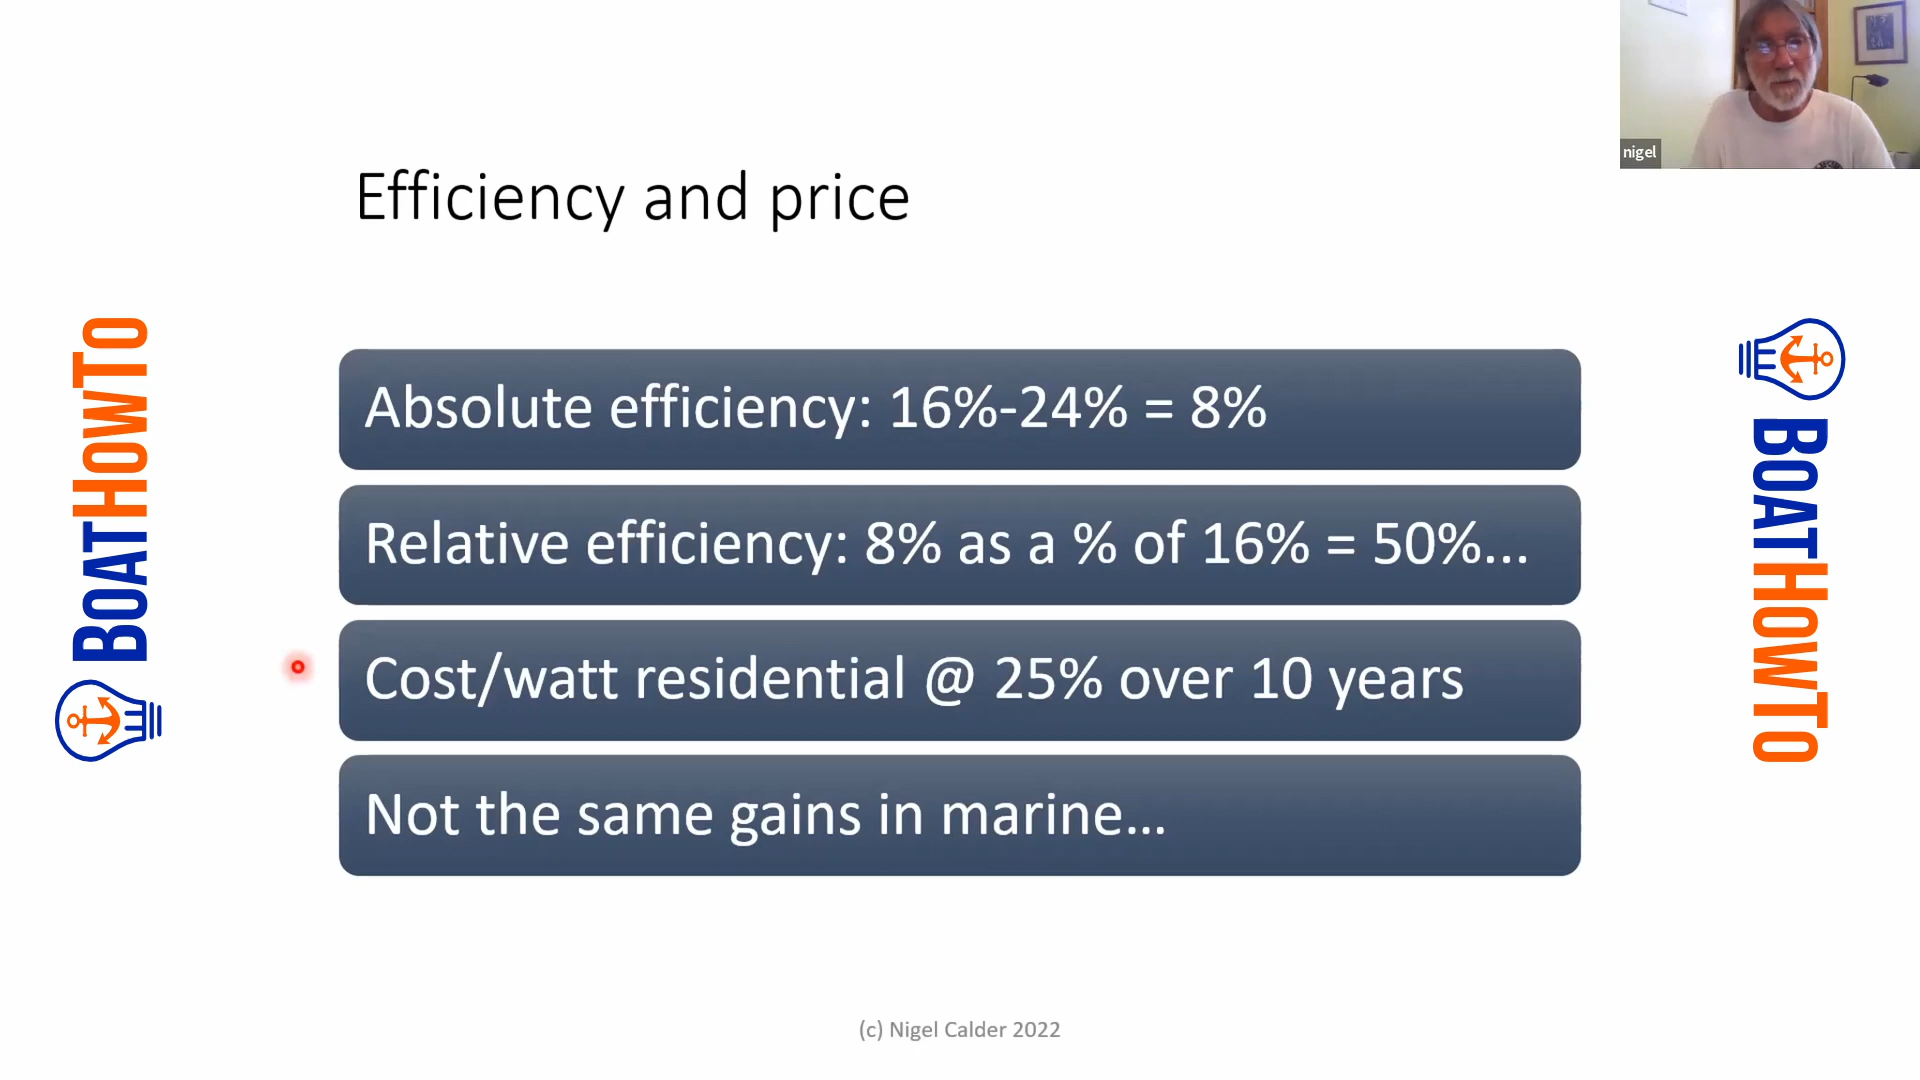 nigel
Efficiency and price
Absolute efficiency: 16%-24% = 8%
Relative efficiency: 8% as a % of 16% = 50%...
Cost/watt residential @ 25% over 10 years
Not the same gains in marine...
BOATHOWTO
BOATHOWTO
(c) Nigel Calder 2022